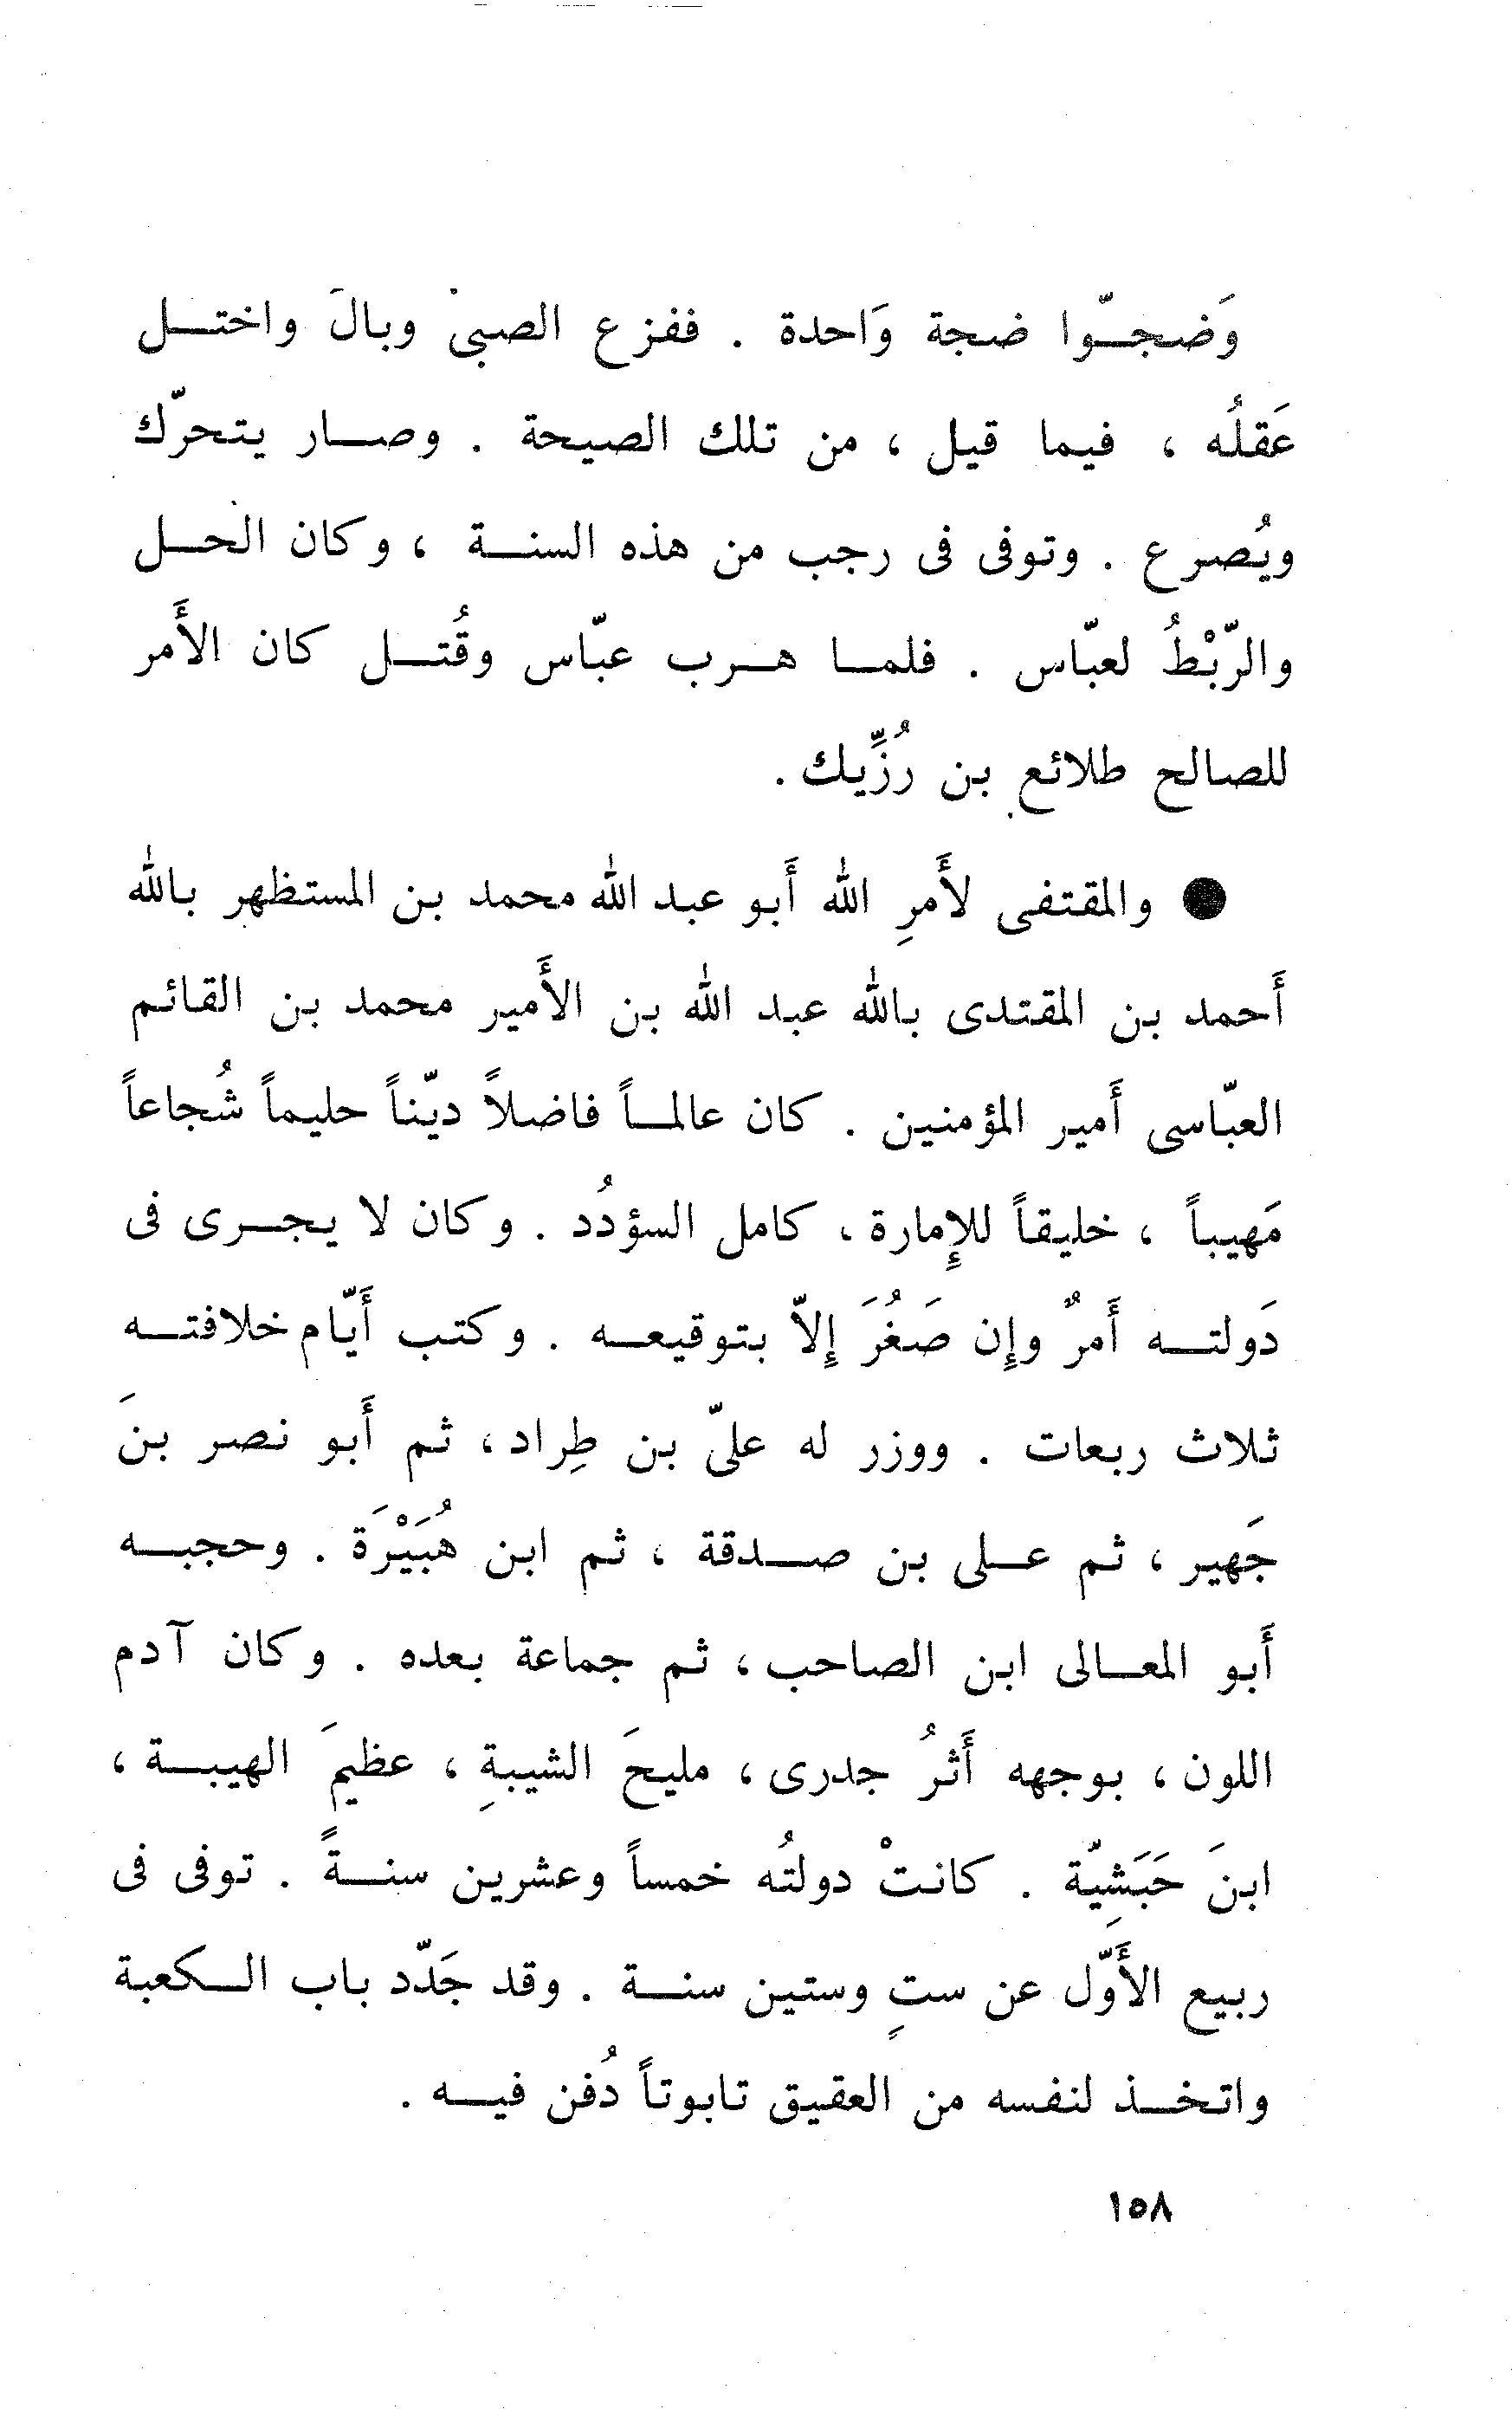 وَضجّوا ضجة وَاحدة . ففزع الصبى وبالَ واختل
عَقلُه ، فيما قيل ، من تلك الصيحة . وصار يتحرّك
ويُصرع . وتوفى فى رجب من هذه السنة ، وكان الحل
والرّبْطُ لعبّاس . فلما هرب عبّاس وقُتل كان الأَمر
للصالح طلائع بن رُزِّيك .
● والمقتفى لأَمرِ الله أَبو عبد الله محمد بن المستظهر بالله
أَحمد بن المقتدى بالله عبد الله بن الأَمير محمد بن القائم
العبّاسى أَمير المؤمنين . كان عالماً فاضلاً ديّناً حليماً شُجاعاً
مَهيباً ، خليقاً للإِمارة ، كامل السؤدُد . وكان لا يجرى فى
دَولته أَمرٌ وإِن صَغُرَ إِلاّ بتوقيعه . وكتب أَيّام خلافته
ثلاث ربعات . ووزر له علىّ بن طِراد ، ثم أَبو نصر بنَ
جَهير ، ثم على بن صدقة ، ثم ابن هُبَيْرَة . وحجبه
أَبو المعالى ابن الصاحب ، ثم جماعة بعده . وكان آدم
اللون ، بوجهه أَثرُ جدرى ، مليحَ الشيبةِ ، عظيمَ الهيبة ،
ابنَ حَبَشِيّة . كانتْ دولتُه خمساً وعشرين سنةً . توفى فى
ربيع الأَوّل عن ستٍ وستين سنة . وقد جَدّد باب الكعبة
واتخذ لنفسه من العقيق تابوتاً دُفن فيه .
١٥٨